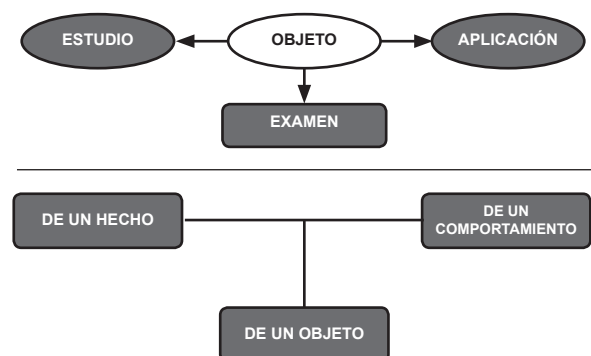 ESTUDIO
OBJETO
APLICACIÓN
EXAMEN
DE UN HECHO
DE UN
COMPORTAMIENTO
DE UN OBJETO